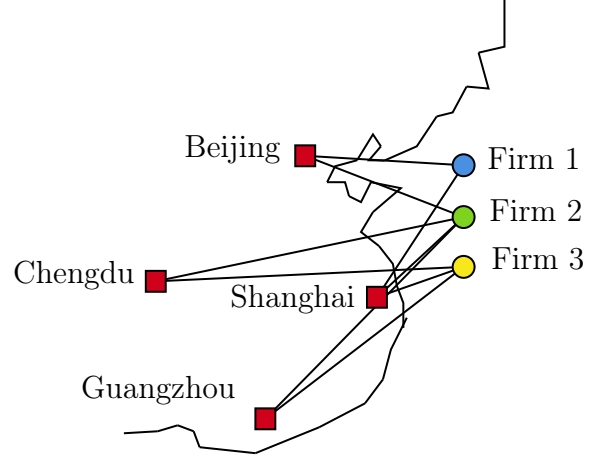 Beijing
Firm 1
Firm 2
Firm 3
Chengdu
Shanghai
Guangzhou